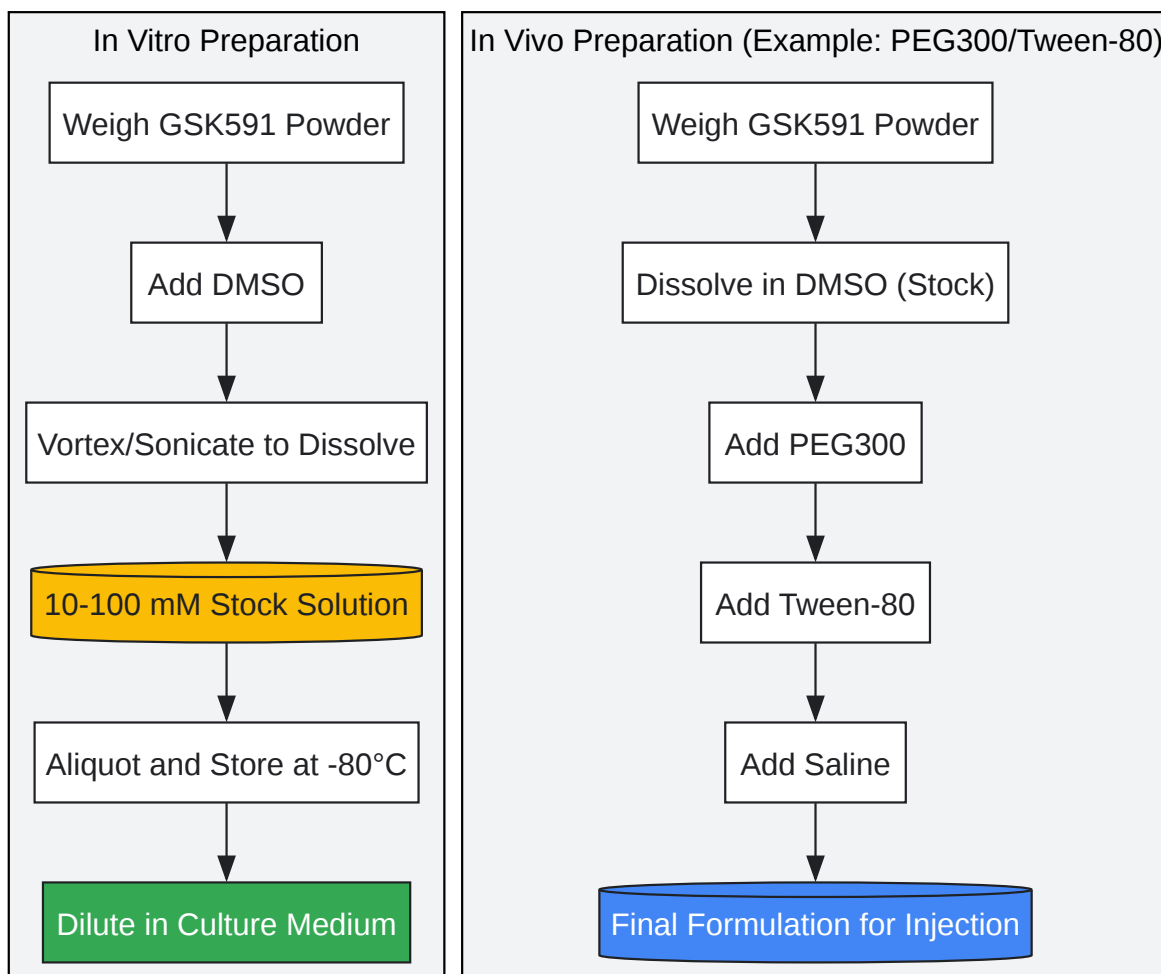 In Vitro Preparation
Weigh GSK591 Powder
Add DMSO
Vortex/Sonicate to Dissolve
10-100 mM Stock Solution
Aliquot and Store at -80°C
Dilute in Culture Medium
In Vivo Preparation (Example: PEG300/Tween-80)
Weigh GSK591 Powder
Dissolve in DMSO (Stock)
Add PEG300
Add Tween-80
Add Saline
Final Formulation for Injection